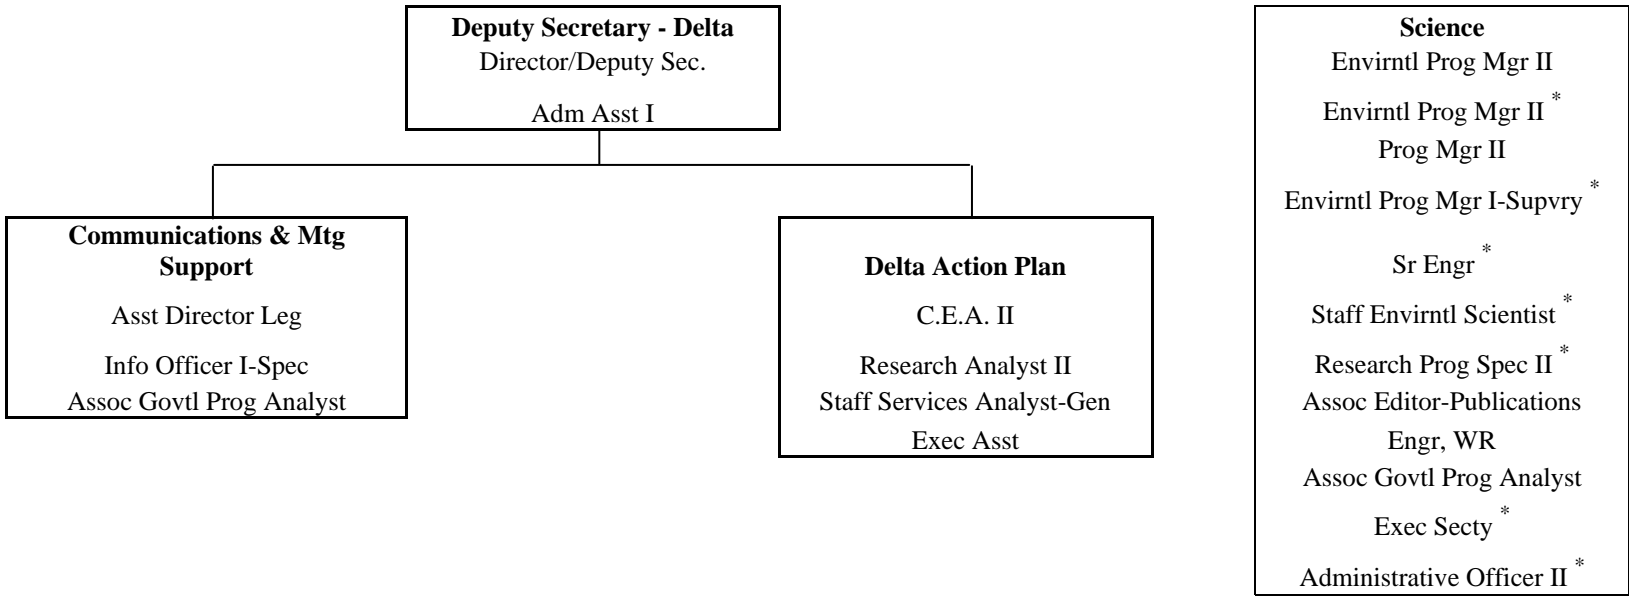 Deputy Secretary - Delta
Director/Deputy Sec.
Adm Asst I
Communications & Mtg
Support
Asst Director Leg
Info Officer I-Spec
Assoc Govtl Prog Analyst
Delta Action Plan
C.E.A. II
Research Analyst II
Staff Services Analyst-Gen
Exec Asst
Science
Envirntl Prog Mgr II
Envirntl Prog Mgr II *
Prog Mgr II
Envirntl Prog Mgr I-Supvry *
Sr Engr *
Staff Envirntl Scientist *
Research Prog Spec II *
Assoc Editor-Publications
Engr, WR
Assoc Govtl Prog Analyst
Exec Secty *
Administrative Officer II *